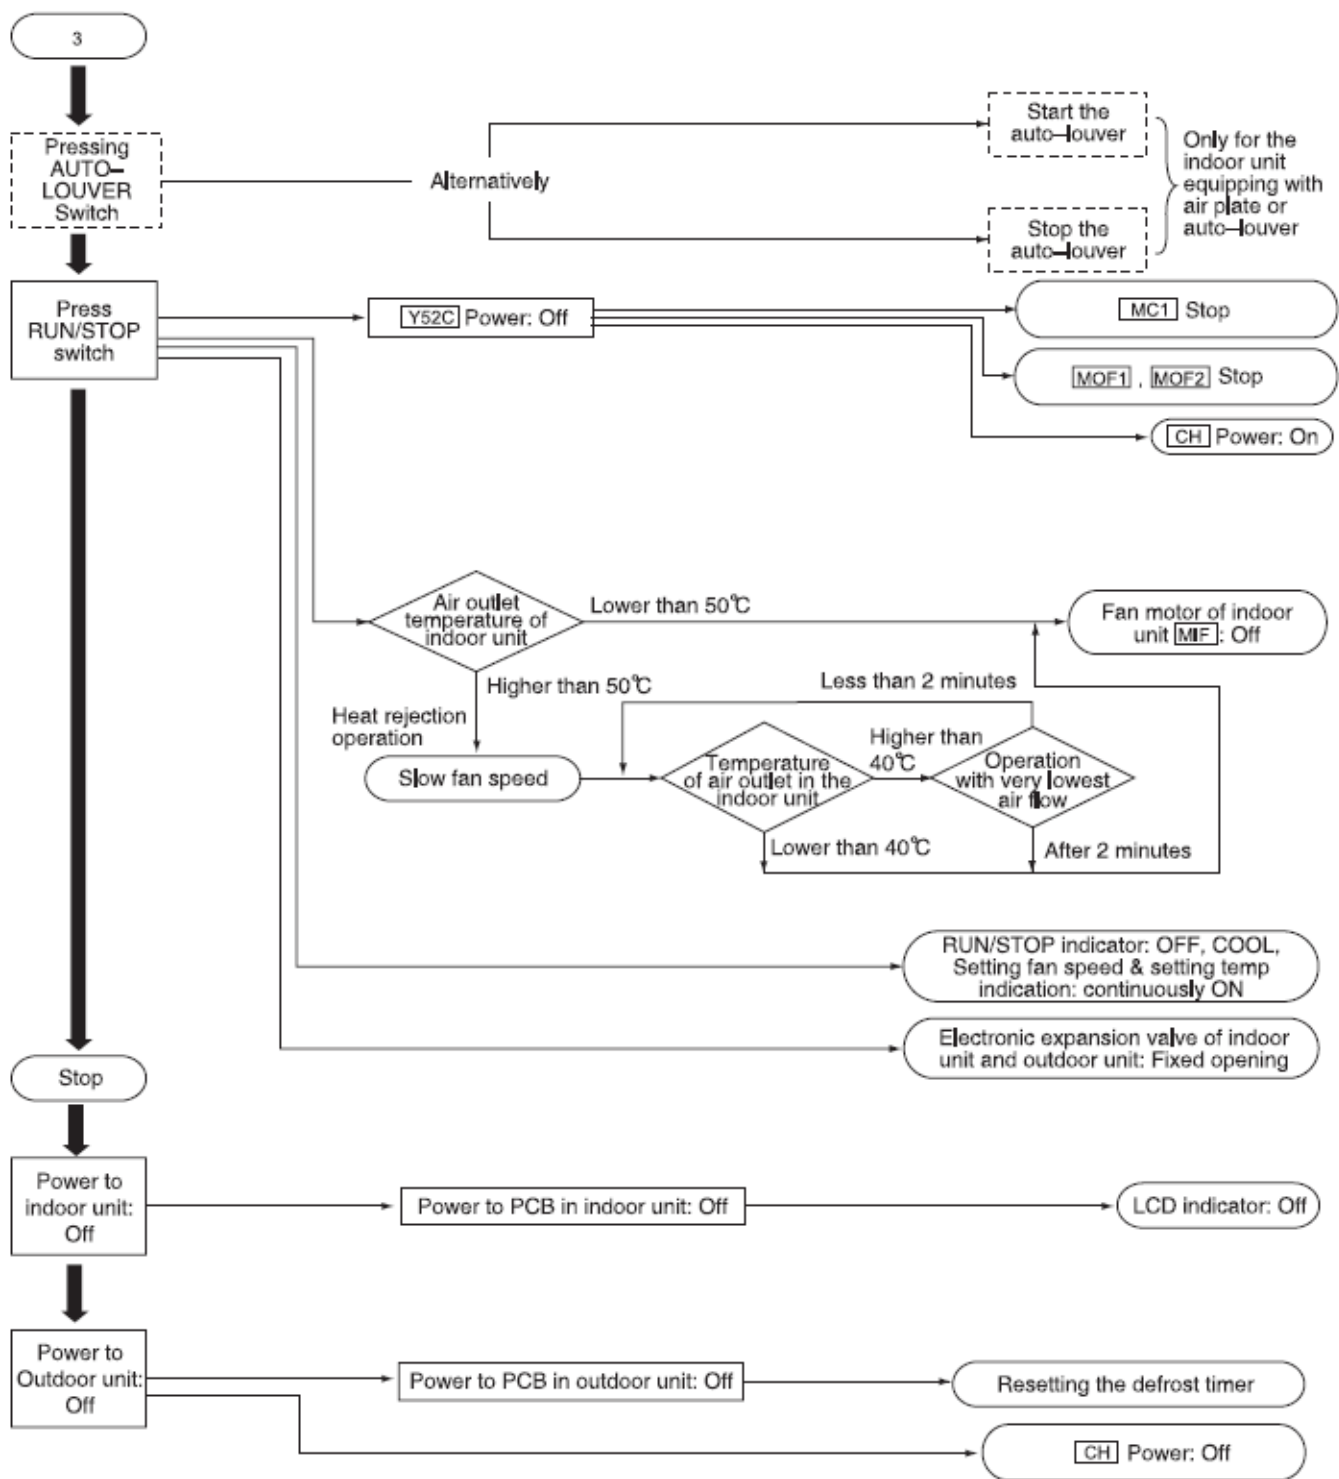 3
Pressing
AUTO–
LOUVER
Switch
Alternatively
Start the
auto–louver
Stop the
auto–louver
Only for the
indoor unit
equipping with
air plate or
auto–louver
Press
RUN/STOP
switch
Y52C Power: Off
MC1 Stop
MOF1 , MOF2 Stop
CH Power: On
Air outlet
temperature of
indoor unit
Lower than 50℃
Fan motor of indoor
unit MIF : Off
Higher than 50℃
Less than 2 minutes
Heat rejection
operation
Slow fan speed
Temperature
of air outlet in the
indoor unit
Higher than
40℃
Operation
with very lowest
air flow
Lower than 40℃
After 2 minutes
RUN/STOP indicator: OFF, COOL,
Setting fan speed & setting temp
indication: continuously ON
Electronic expansion valve of indoor
unit and outdoor unit: Fixed opening
Stop
Power to
indoor unit:
Off
Power to PCB in indoor unit: Off
LCD indicator: Off
Power to
Outdoor unit:
Off
Power to PCB in outdoor unit: Off
Resetting the defrost timer
CH Power: Off